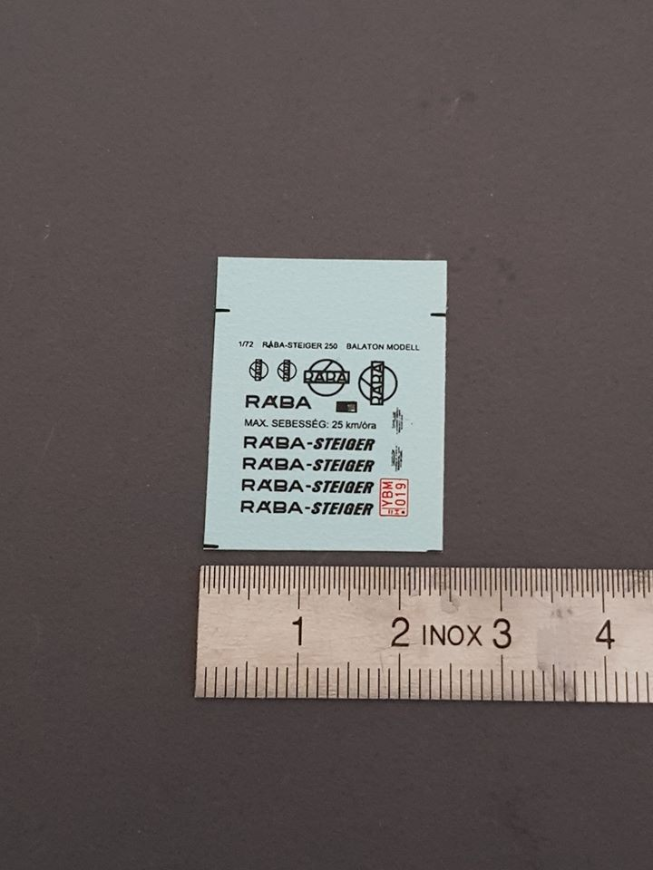 1/72 RÁBA-STEIGER 250 BALATON MODELL
RÁBA RÁBA
RÁBA
MAX. SEBESSÉG: 25 km/óra
RÁBA-STEIGER
RÁBA-STEIGER
RÁBA-STEIGER
RÁBA-STEIGER
YBM
019
1 2 INOX 3 4